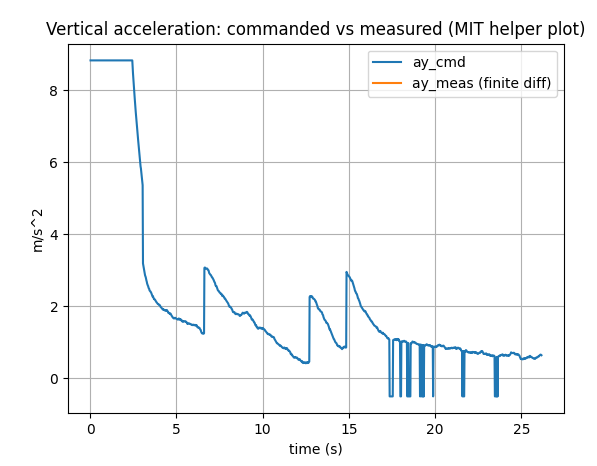 Vertical acceleration: commanded vs measured (MIT helper plot)
ay_cmd
ay_meas (finite diff)
m/s^2
8
6
4
2
0
0 5 10 15 20 25
time (s)